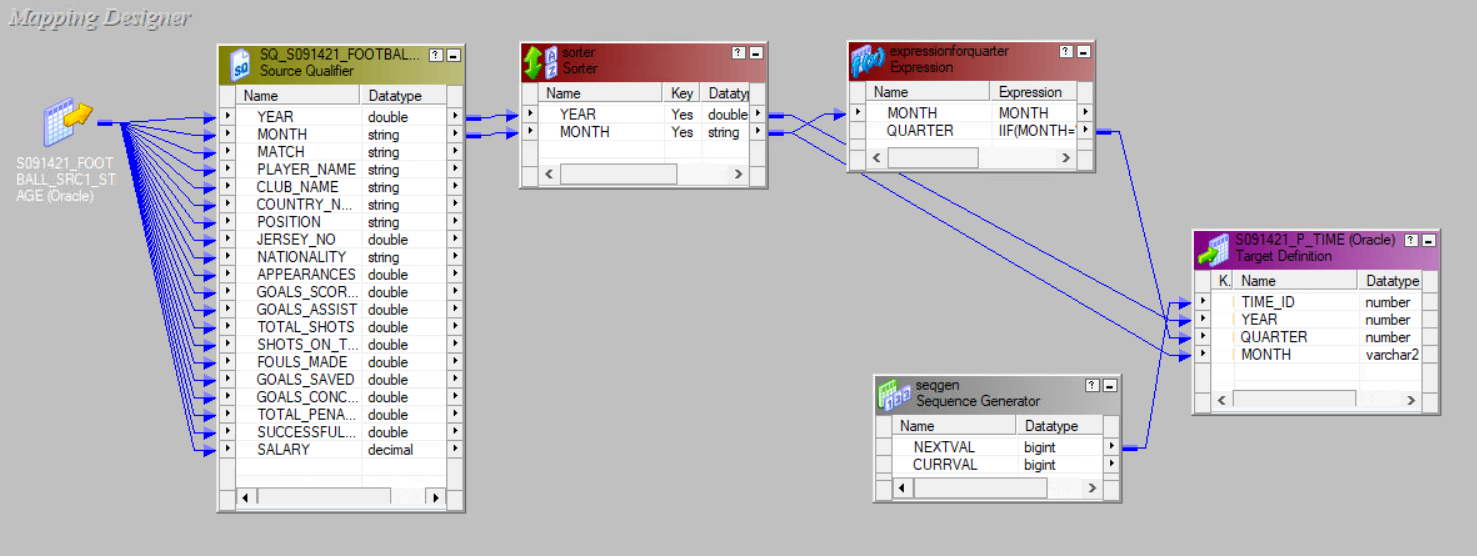 Mapping Designer
S091421_FOOT
BALL_SRC1_ST
AGE (Oracle)
SQ_S091421_FOOTBAL... ?
Source Qualifier
Name Datatype
YEAR double
MONTH string
MATCH string
PLAYER_NAME string
CLUB_NAME string
COUNTRY_N... string
POSITION string
JERSEY_NO double
NATIONALITY string
APPEARANCES double
GOALS_SCOR... double
GOALS_ASSIST double
TOTAL_SHOTS double
SHOTS_ON_T... double
FOULS_MADE double
GOALS_SAVED double
GOALS_CONC... double
TOTAL_PENA... double
SUCCESSFUL... double
SALARY decimal
sorter ?
Sorter
Name Key Dataty
YEAR Yes double
MONTH Yes string
expressionforquarter ?
Expression
Name Expression
MONTH MONTH
QUARTER IIF(MONTH='
S091421_P_TIME (Oracle) ?
Target Definition
K. Name Datatype
TIME_ID number
YEAR number
QUARTER number
MONTH varchar2
seqgen ?
Sequence Generator
Name Datatype
NEXTVAL bigint
CURRVAL bigint